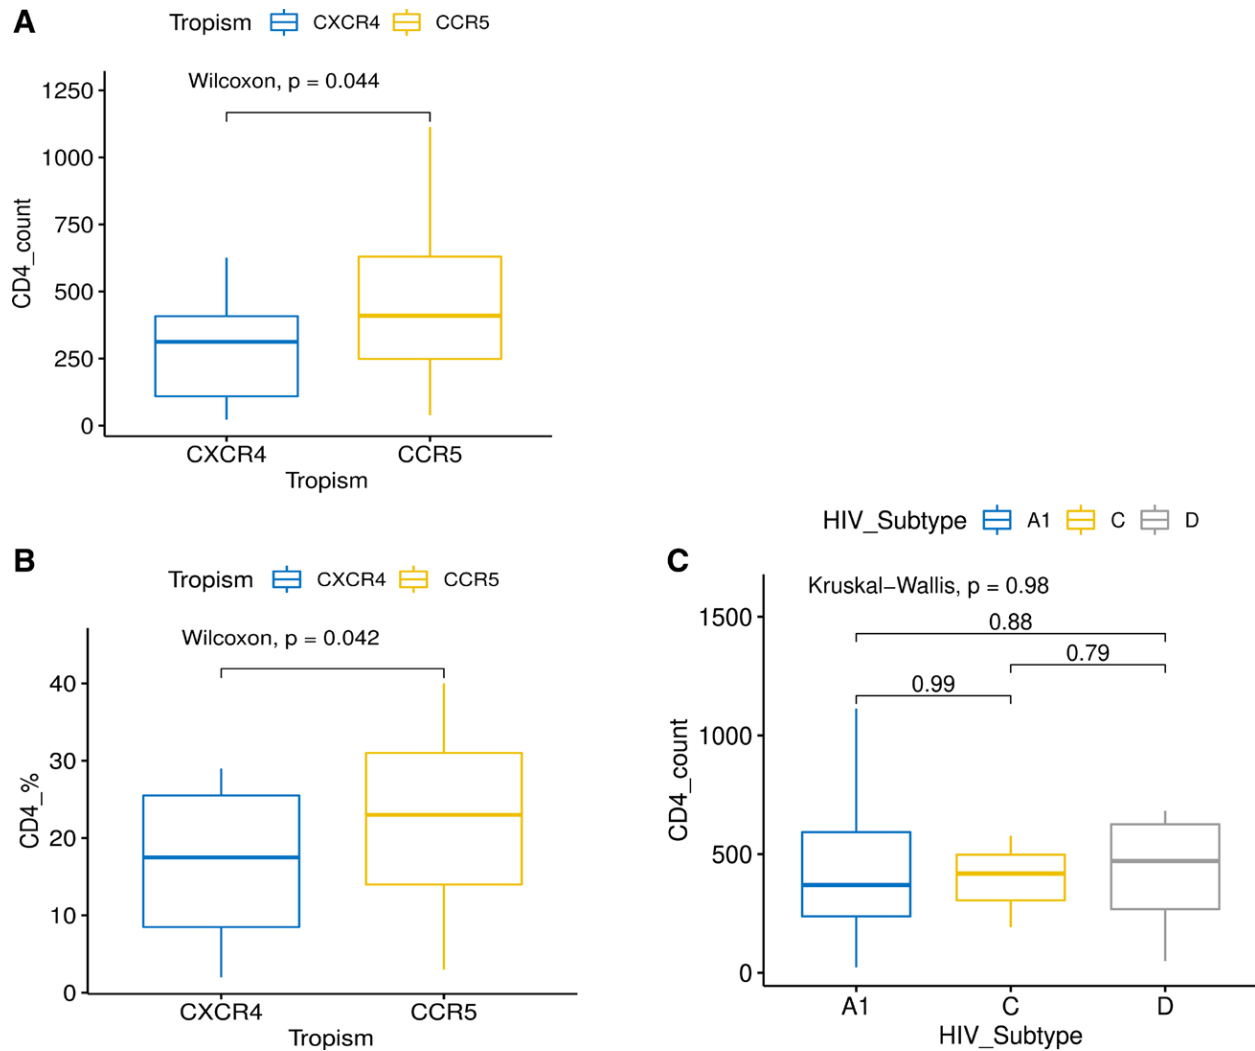 A
Tropism CXCR4 CCR5
Wilcoxon, p = 0.044
1250
1000
750
500
250
0
CD4_count
CXCR4 CCR5
Tropism
B
Tropism CXCR4 CCR5
Wilcoxon, p = 0.042
40
30
20
10
0
CD4_%
CXCR4 CCR5
Tropism
HIV_Subtype A1 C D
C
Kruskal−Wallis, p = 0.98
0.88
0.79
0.99
1500
1000
500
0
CD4_count
A1 C D
HIV_Subtype